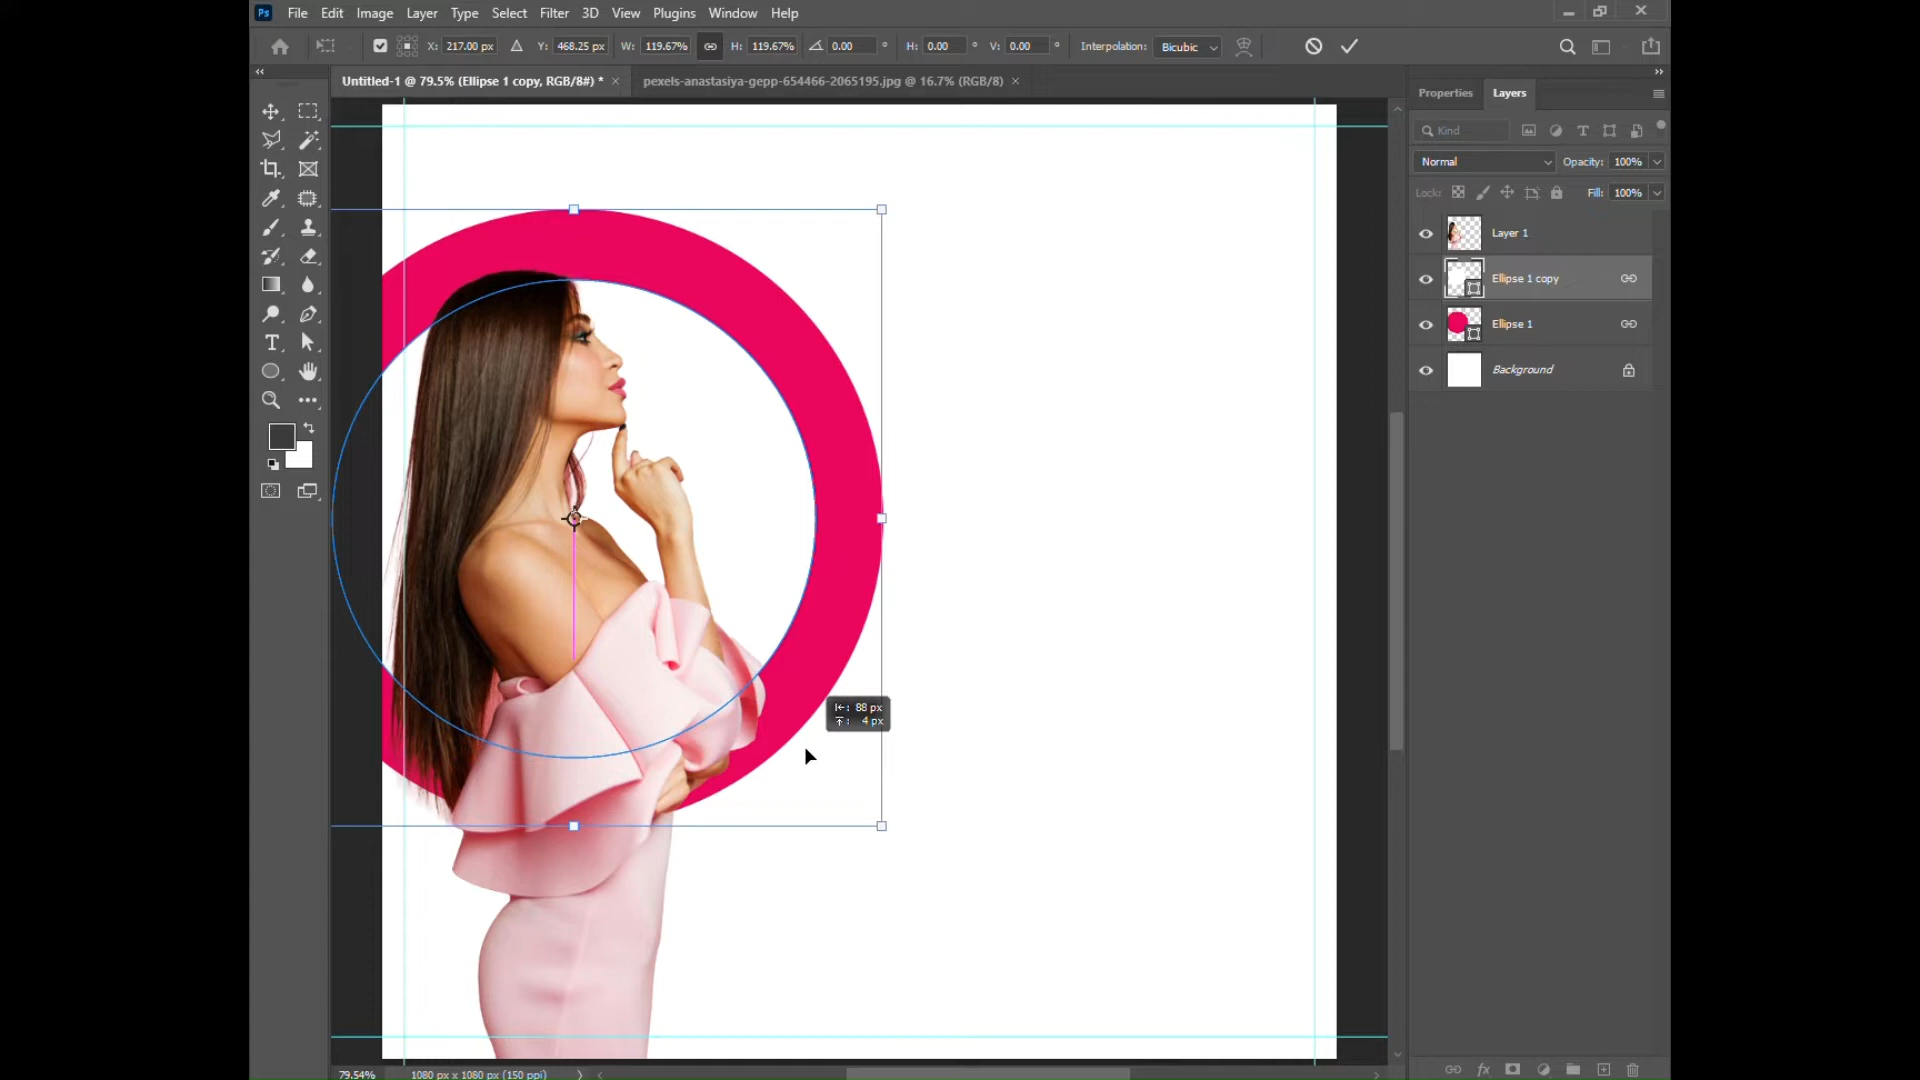 Ps File Edit Image Layer Type Select Filter 3D View Plugins Window Help
X: 217.00 px Y: 468.25 px W: 119.67% H: 119.67% 0.00 ° H: 0.00 ° V: 0.00 ° Interpolation: Bicubic
Untitled-1 @ 79.5% (Ellipse 1 copy, RGB/8#) * × pexels-anastasiya-gepp-654466-2065195.jpg @ 16.7% (RGB/8) ×
Properties Layers
Kind
Normal Opacity: 100%
Lock: Fill: 100%
Layer 1
Ellipse 1 copy
Ellipse 1
Background
88 px
4 px
79.54% 1080 px x 1080 px (150 ppi)